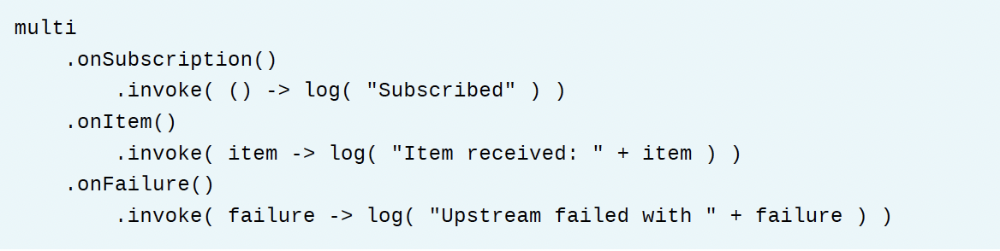 multi
    .onSubscription()
        .invoke( () -> log( "Subscribed" ) )
    .onItem()
        .invoke( item -> log( "Item received: " + item ) )
    .onFailure()
        .invoke( failure -> log( "Upstream failed with " + failure ) )